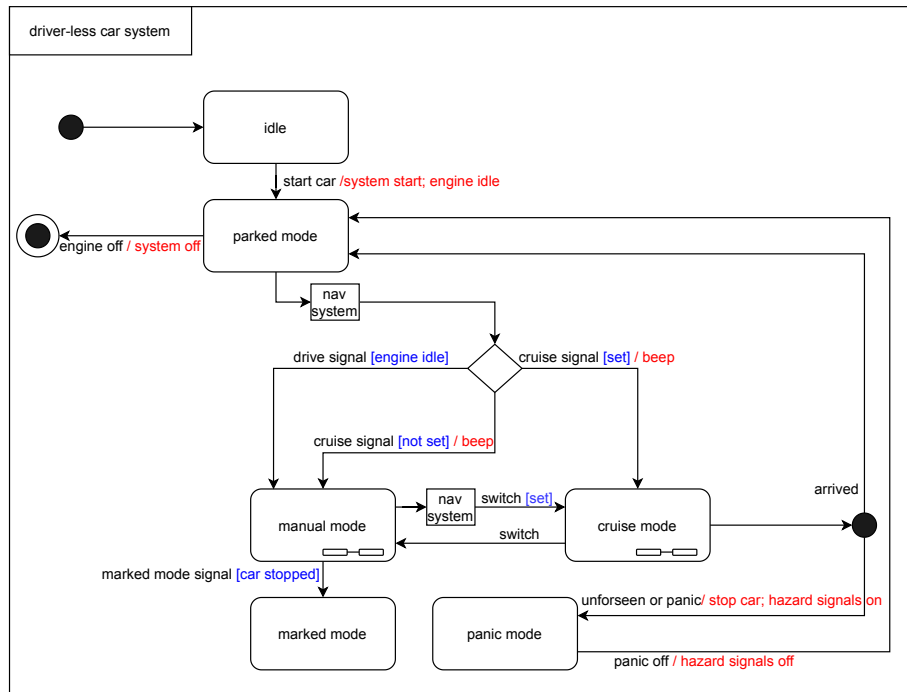 driver-less car system
idle
start car /system start; engine idle
parked mode
engine off / system off
nav
system
drive signal [engine idle]
cruise signal [set] / beep
cruise signal [not set] / beep
arrived
manual mode
nav
system
switch [set]
switch
cruise mode
marked mode signal [car stopped]
unforseen or panic/ stop car; hazard signals on
marked mode
panic mode
panic off / hazard signals off